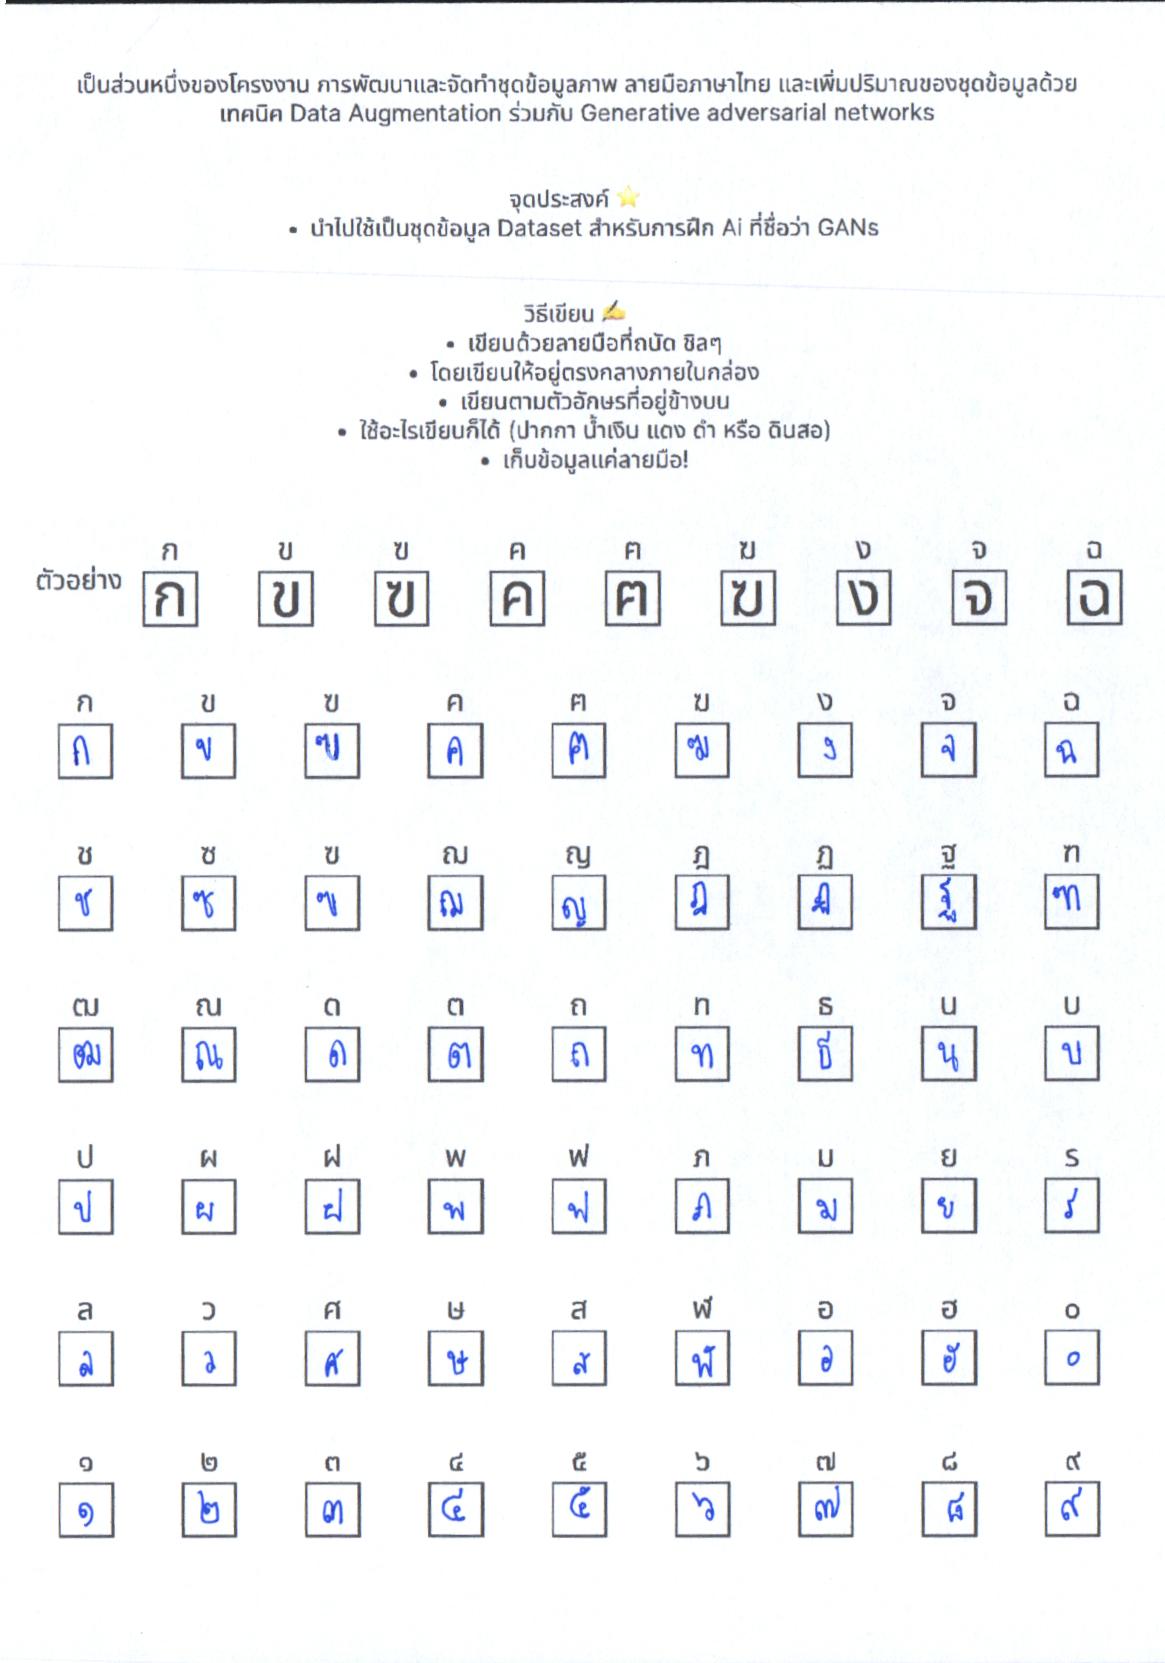 เป็นส่วนหนึ่งของโครงงาน การพัฒนาและจัดทำชุดข้อมูลภาพ ลายมือภาษาไทย และเพิ่มปริมาณของชุดข้อมูลด้วย
เทคนิค Data Augmentation ร่วมกับ Generative adversarial networks
จุดประสงค์ ⭐
• นำไปใช้เป็นชุดข้อมูล Dataset สำหรับการฝึก Ai ที่ชื่อว่า GANs
วิธีเขียน ✍️
• เขียนด้วยลายมือที่ถนัด ชิลๆ
• โดยเขียนให้อยู่ตรงกลางภายในกล่อง
• เขียนตามตัวอักษรที่อยู่ข้างบน
• ใช้อะไรเขียนก็ได้ (ปากกา น้ำเงิน แดง ดำ หรือ ดินสอ)
• เก็บข้อมูลแค่ลายมือ!
ก ข ฃ ค ฅ ฆ ง จ ฉ
ตัวอย่าง ก ข ฃ ค ฅ ฆ ง จ ฉ
ก ข ฃ ค ฅ ฆ ง จ ฉ
ก ข ฃ ค ฅ ฆ ง จ ฉ
ช ซ ฃ ฌ ญ ฎ ฏ ฐ ฑ
ช ซ ฃ ฌ ญ ฎ ฏ ฐ ฑ
ฒ ณ ด ต ถ ท ธ น บ
ฒ ณ ด ต ถ ท ธ น บ
ป ผ ฝ พ ฟ ภ ม ย ร
ป ผ ฝ พ ฟ ภ ม ย ร
ล ว ศ ษ ส ฬ อ ฮ ๐
ล ว ศ ษ ส ฬ อ ฮ ๐
๑ ๒ ๓ ๔ ๕ ๖ ๗ ๘ ๙
๑ ๒ ๓ ๔ ๕ ๖ ๗ ๘ ๙